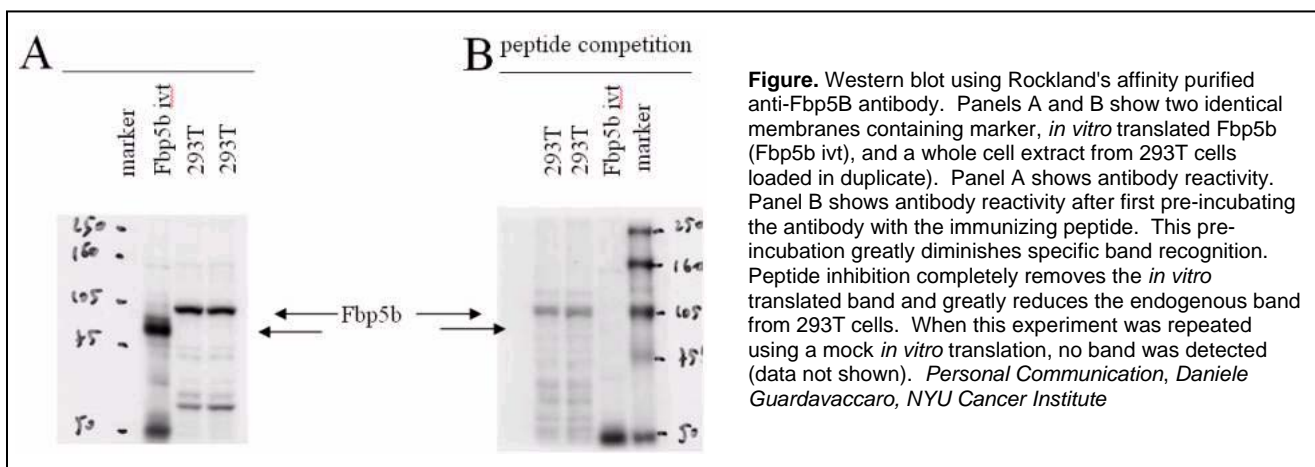 A
B
peptide competition
marker
Fbp5b ivt
293T
293T
293T
293T
Fbp5b ivt
marker
250
160
105
75
50
Fbp5b
250
160
105
75
50
Figure. Western blot using Rockland's affinity purified
anti-Fbp5B antibody. Panels A and B show two identical
membranes containing marker, in vitro translated Fbp5b
(Fbp5b ivt), and a whole cell extract from 293T cells
loaded in duplicate). Panel A shows antibody reactivity.
Panel B shows antibody reactivity after first pre-incubating
the antibody with the immunizing peptide. This pre-
incubation greatly diminishes specific band recognition.
Peptide inhibition completely removes the in vitro
translated band and greatly reduces the endogenous band
from 293T cells. When this experiment was repeated
using a mock in vitro translation, no band was detected
(data not shown). Personal Communication, Daniele
Guardavaccaro, NYU Cancer Institute